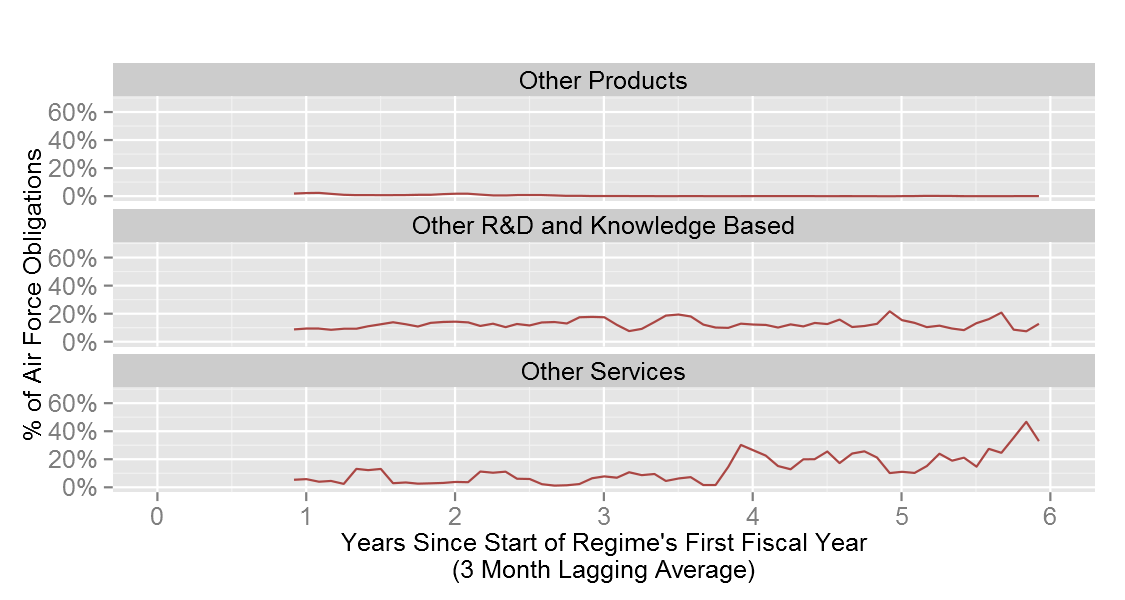 Other Products
60%
40%
20%
0%
Other R&D and Knowledge Based
60%
40%
20%
0%
Other Services
60%
40%
20%
0%
% of Air Force Obligations
0 1 2 3 4 5 6
Years Since Start of Regime's First Fiscal Year
(3 Month Lagging Average)